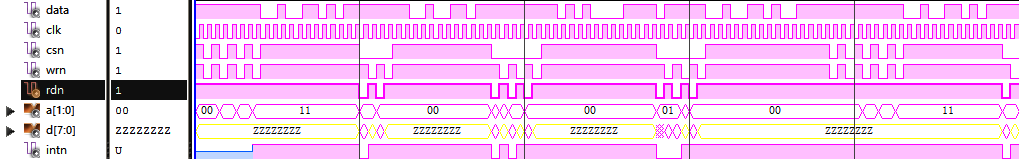 data 1
clk 0
csn 1
wrn 1
rdn 1
a[1:0] 00 00 11 00 00 01 00 11
d[7:0] ZZZZZZZZ ZZZZZZZZ ZZZZZZZZ ZZZZZZZZ ZZZZZZZZ
intn U